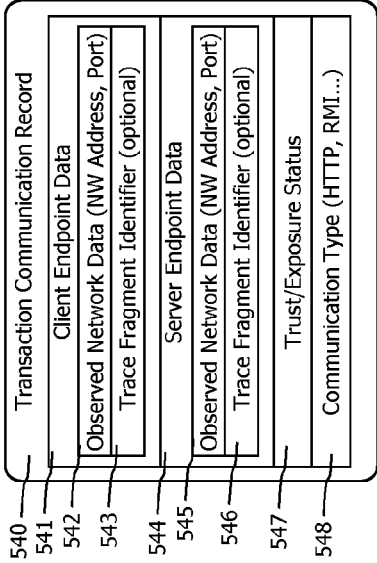 540
Transaction Communication Record
541
Client Endpoint Data
542
Observed Network Data (NW Address, Port)
543
Trace Fragment Identifier (optional)
544
Server Endpoint Data
545
Observed Network Data (NW Address, Port)
546
Trace Fragment Identifier (optional)
547
Trust/Exposure Status
548
Communication Type (HTTP, RMI...)